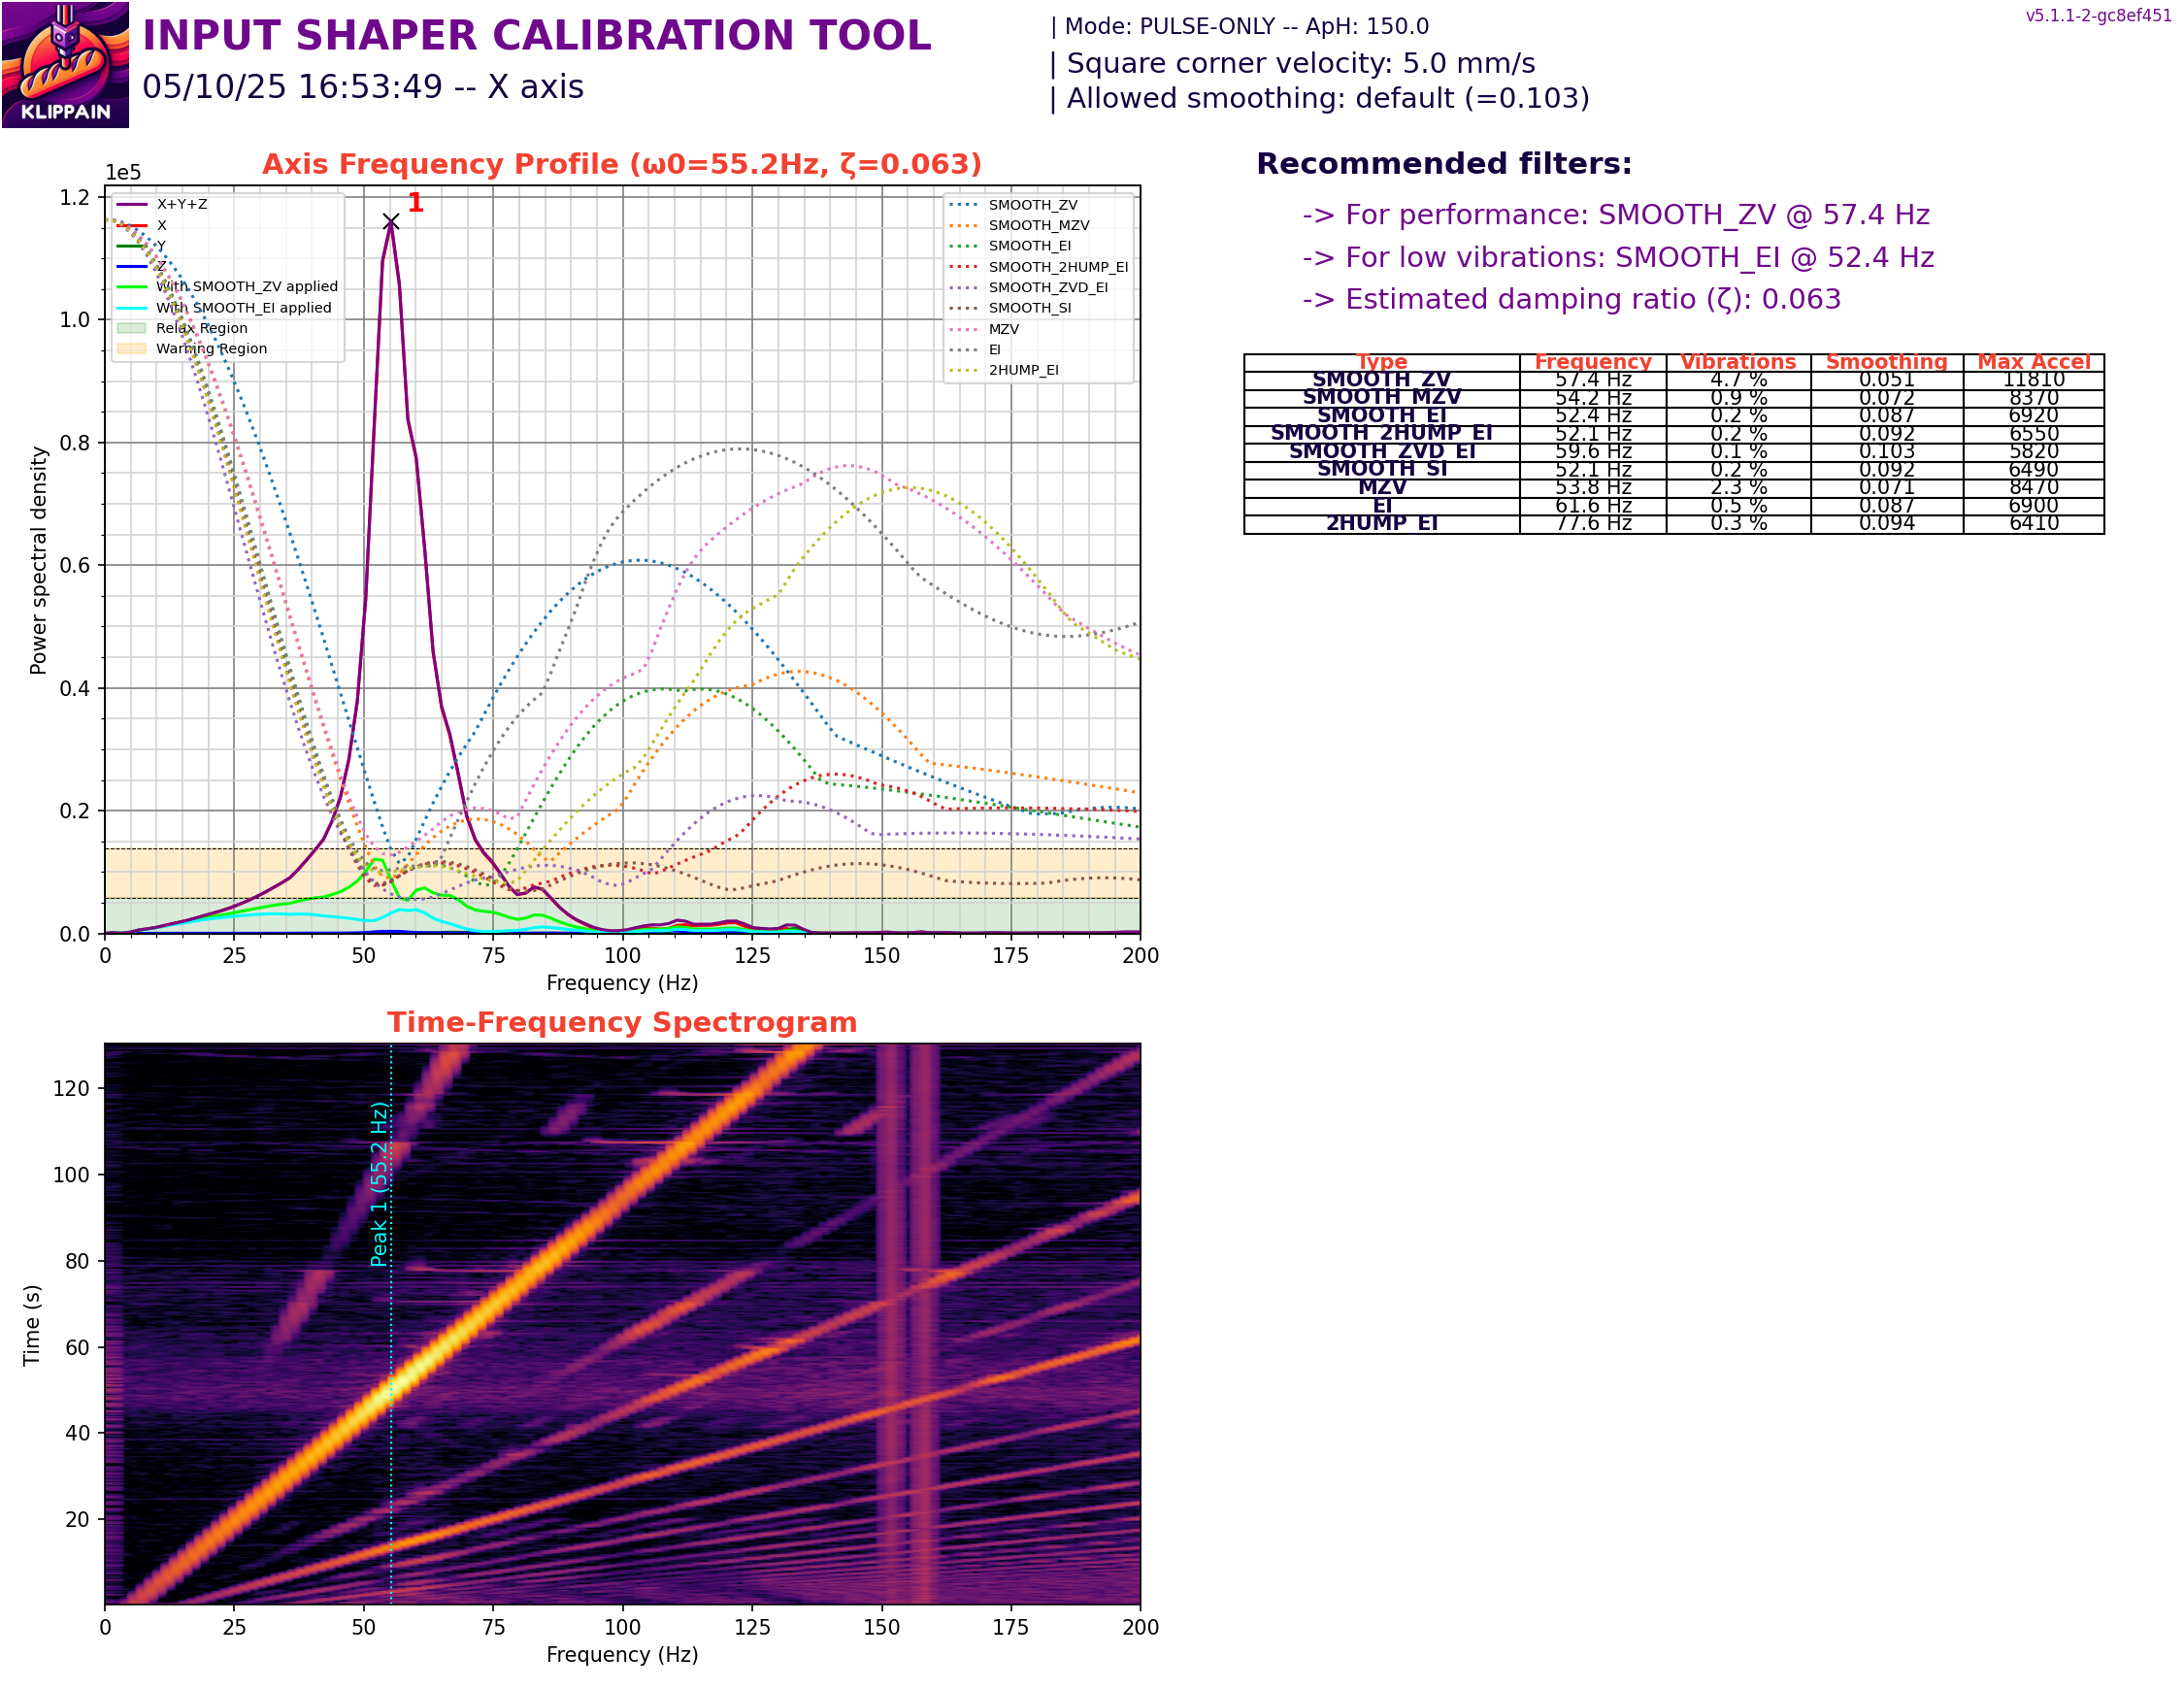 KLIPPAIN
INPUT SHAPER CALIBRATION TOOL
05/10/25 16:53:49 -- X axis
| Mode: PULSE-ONLY -- ApH: 150.0
| Square corner velocity: 5.0 mm/s
| Allowed smoothing: default (=0.103)
v5.1.1-2-gc8ef451
Axis Frequency Profile (ω0=55.2Hz, ζ=0.063)
1e5
1.2
1.0
0.8
0.6
0.4
0.2
0.0
Power spectral density
X+Y+Z
X
Y
Z
With SMOOTH_ZV applied
With SMOOTH_EI applied
Relax Region
Warning Region
1
SMOOTH_ZV
SMOOTH_MZV
SMOOTH_EI
SMOOTH_2HUMP_EI
SMOOTH_ZVD_EI
SMOOTH_SI
MZV
EI
2HUMP_EI
0 25 50 75 100 125 150 175 200
Frequency (Hz)
Recommended filters:
-> For performance: SMOOTH_ZV @ 57.4 Hz
-> For low vibrations: SMOOTH_EI @ 52.4 Hz
-> Estimated damping ratio (ζ): 0.063
Type Frequency Vibrations Smoothing Max Accel
SMOOTH_ZV 57.4 Hz 4.7 % 0.051 11810
SMOOTH_MZV 54.2 Hz 0.9 % 0.072 8370
SMOOTH_EI 52.4 Hz 0.2 % 0.087 6920
SMOOTH_2HUMP_EI 52.1 Hz 0.2 % 0.092 6550
SMOOTH_ZVD_EI 59.6 Hz 0.1 % 0.103 5820
SMOOTH_SI 52.1 Hz 0.2 % 0.092 6490
MZV 53.8 Hz 2.3 % 0.071 8470
EI 61.6 Hz 0.5 % 0.087 6900
2HUMP_EI 77.6 Hz 0.3 % 0.094 6410
Time-Frequency Spectrogram
120
100
80
60
40
20
Time (s)
Peak 1 (55.2 Hz)
0 25 50 75 100 125 150 175 200
Frequency (Hz)